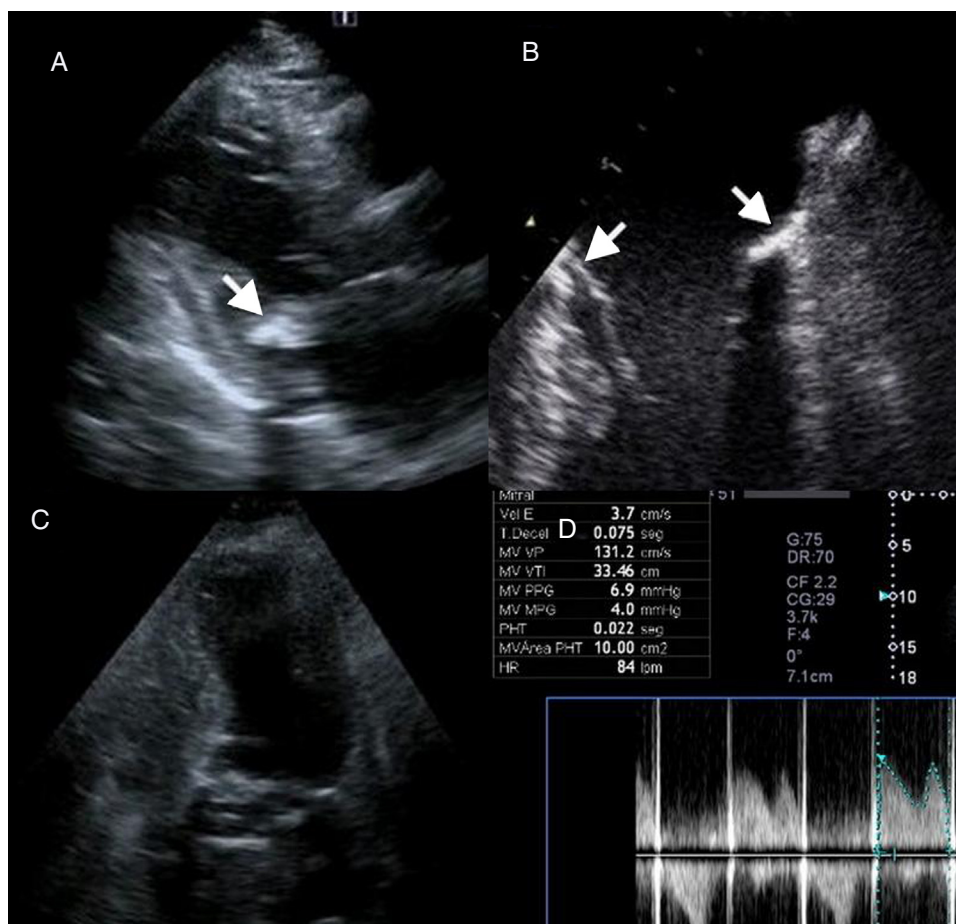 A
B
C
D
Mitral
Vel E 3.7 cm/s
T.Decel 0.075 seg
MV VP 131.2 cm/s
MV VTI 33.46 cm
MV PPG 6.9 mmHg
MV MPG 4.0 mmHg
PHT 0.022 seg
MVÁrea PHT 10.00 cm2
HR 84 lpm
G:75
DR:70
CF 2.2
CG:29
3.7k
F:4
0°
7.1cm
0
5
10
15
18